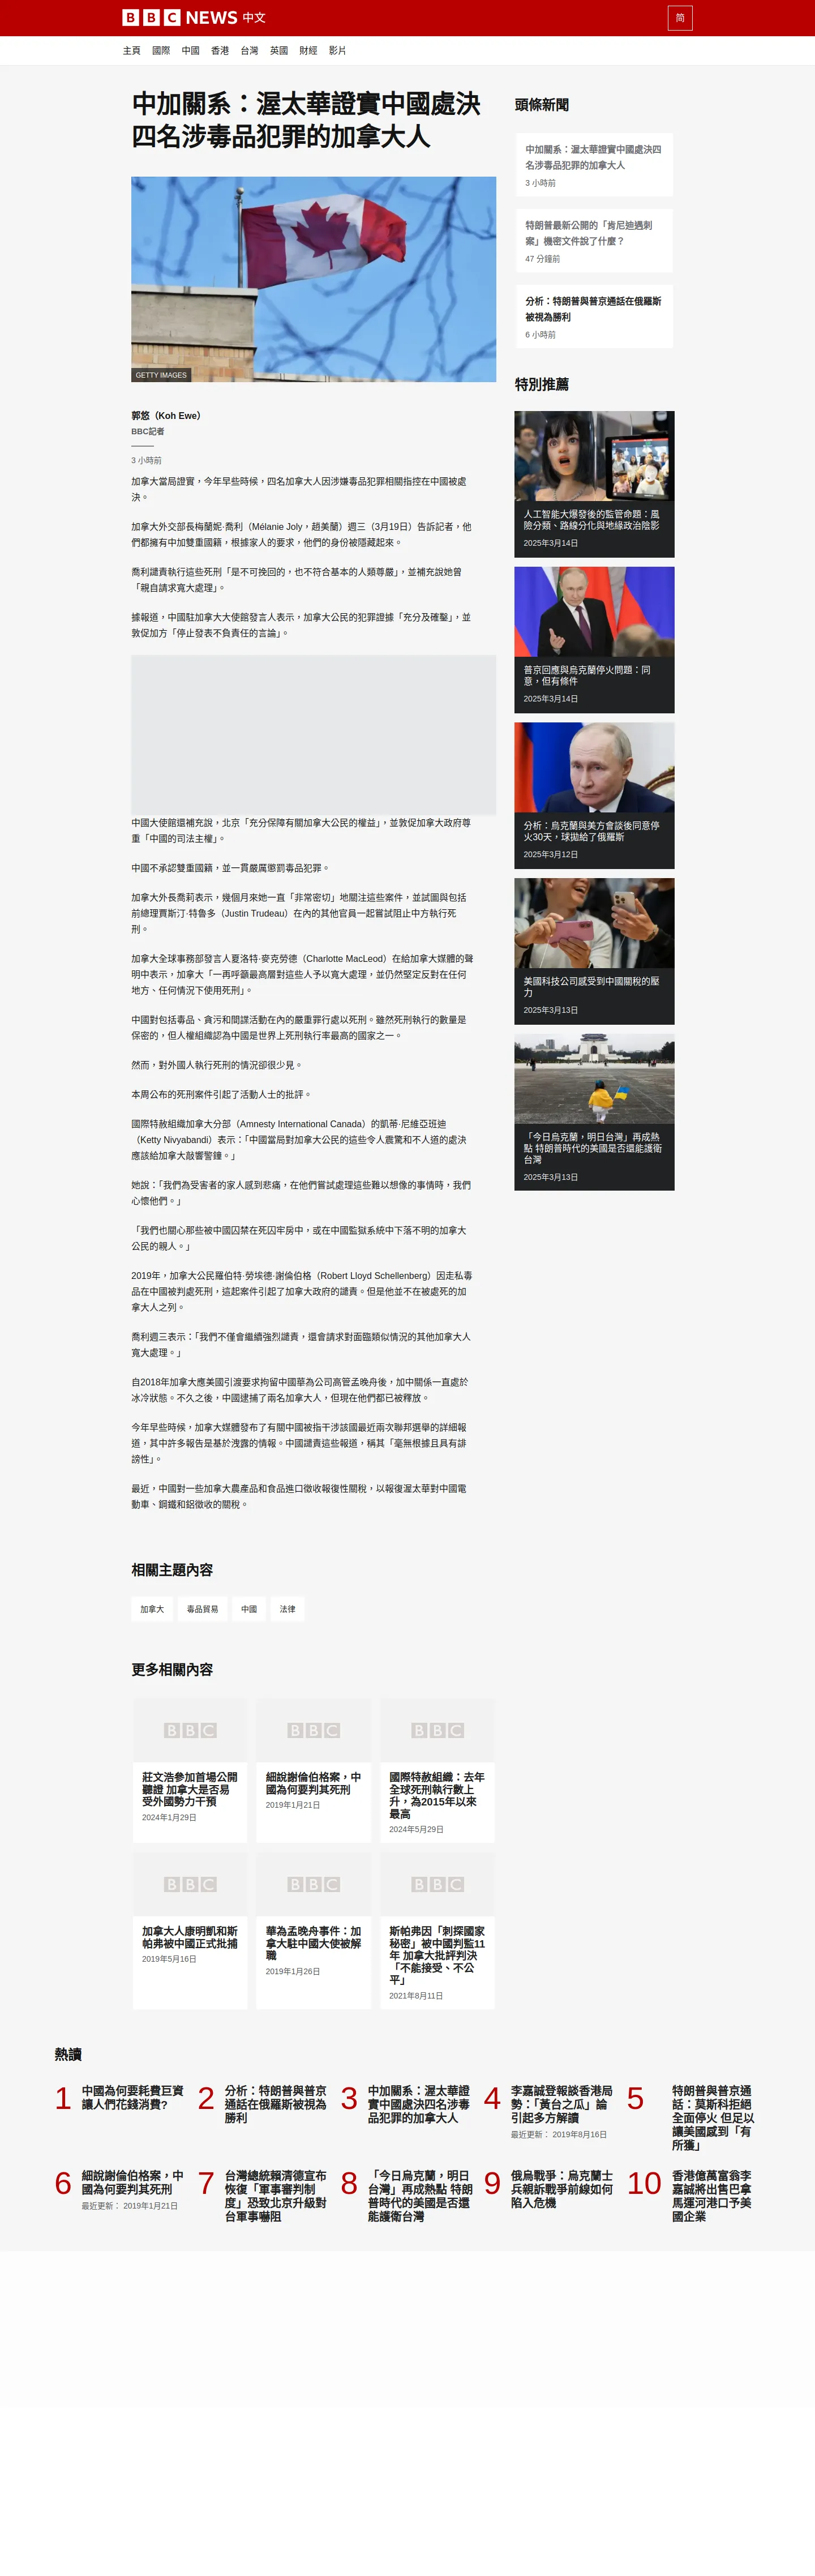 BBC NEWS 中文
简
主頁 國際 中國 香港 台灣 英國 財經 影片
中加關系：渥太華證實中國處決
四名涉毒品犯罪的加拿大人
GETTY IMAGES
郭悠（Koh Ewe）
BBC記者
3 小時前
加拿大當局證實，今年早些時候，四名加拿大人因涉嫌毒品犯罪相關指控在中國被處
決。
加拿大外交部長梅蘭妮·喬利（Mélanie Joly，趙美蘭）週三（3月19日）告訴記者，他
們都擁有中加雙重國籍，根據家人的要求，他們的身份被隱藏起來。
喬利譴責執行這些死刑「是不可挽回的，也不符合基本的人類尊嚴」，並補充說她曾
「親自請求寬大處理」。
據報道，中國駐加拿大大使館發言人表示，加拿大公民的犯罪證據「充分及確鑿」，並
敦促加方「停止發表不負責任的言論」。
中國大使館還補充說，北京「充分保障有關加拿大公民的權益」，並敦促加拿大政府尊
重「中國的司法主權」。
中國不承認雙重國籍，並一貫嚴厲懲罰毒品犯罪。
加拿大外長喬莉表示，幾個月來她一直「非常密切」地關注這些案件，並試圖與包括
前總理賈斯汀·特魯多（Justin Trudeau）在內的其他官員一起嘗試阻止中方執行死
刑。
加拿大全球事務部發言人夏洛特·麥克勞德（Charlotte MacLeod）在給加拿大媒體的聲
明中表示，加拿大「一再呼籲最高層對這些人予以寬大處理，並仍然堅定反對在任何
地方、任何情況下使用死刑」。
中國對包括毒品、貪污和間諜活動在內的嚴重罪行處以死刑。雖然死刑執行的數量是
保密的，但人權組織認為中國是世界上死刑執行率最高的國家之一。
然而，對外國人執行死刑的情況卻很少見。
本周公布的死刑案件引起了活動人士的批評。
國際特赦組織加拿大分部（Amnesty International Canada）的凱蒂·尼維亞班迪
（Ketty Nivyabandi）表示：「中國當局對加拿大公民的這些令人震驚和不人道的處決
應該給加拿大敲響警鐘。」
她說：「我們為受害者的家人感到悲痛，在他們嘗試處理這些難以想像的事情時，我們
心懷他們。」
「我們也關心那些被中國囚禁在死囚牢房中，或在中國監獄系統中下落不明的加拿大
公民的親人。」
2019年，加拿大公民羅伯特·勞埃德·謝倫伯格（Robert Lloyd Schellenberg）因走私毒
品在中國被判處死刑，這起案件引起了加拿大政府的譴責。但是他並不在被處死的加
拿大人之列。
喬利週三表示：「我們不僅會繼續強烈譴責，還會請求對面臨類似情況的其他加拿大人
寬大處理。」
自2018年加拿大應美國引渡要求拘留中國華為公司高管孟晚舟後，加中關係一直處於
冰冷狀態。不久之後，中國逮捕了兩名加拿大人，但現在他們都已被釋放。
今年早些時候，加拿大媒體發布了有關中國被指干涉該國最近兩次聯邦選舉的詳細報
道，其中許多報告是基於洩露的情報。中國譴責這些報道，稱其「毫無根據且具有誹
謗性」。
最近，中國對一些加拿大農產品和食品進口徵收報復性關稅，以報復渥太華對中國電
動車、鋼鐵和鋁徵收的關稅。
相關主題內容
加拿大 毒品貿易 中國 法律
更多相關內容
BBC BBC BBC
莊文浩參加首場公開
聽證 加拿大是否易
受外國勢力干預
2024年1月29日
細說謝倫伯格案，中
國為何要判其死刑
2019年1月21日
國際特赦組織：去年
全球死刑執行數上
升，為2015年以來
最高
2024年5月29日
BBC BBC BBC
加拿大人康明凱和斯
帕弗被中國正式批捕
2019年5月16日
華為孟晚舟事件：加
拿大駐中國大使被解
職
2019年1月26日
斯帕弗因「刺探國家
秘密」被中國判監11
年 加拿大批評判決
「不能接受、不公
平」
2021年8月11日
頭條新聞
中加關系：渥太華證實中國處決四
名涉毒品犯罪的加拿大人
3 小時前
特朗普最新公開的「肯尼迪遇刺
案」機密文件說了什麼？
47 分鐘前
分析：特朗普與普京通話在俄羅斯
被視為勝利
6 小時前
特別推薦
人工智能大爆發後的監管命題：風
險分類、路線分化與地緣政治陰影
2025年3月14日
普京回應與烏克蘭停火問題：同
意，但有條件
2025年3月14日
分析：烏克蘭與美方會談後同意停
火30天，球拋給了俄羅斯
2025年3月12日
美國科技公司感受到中國關稅的壓
力
2025年3月13日
「今日烏克蘭，明日台灣」再成熱
點 特朗普時代的美國是否還能護衛
台灣
2025年3月13日
熱讀
1 中國為何要耗費巨資
讓人們花錢消費?
2 分析：特朗普與普京
通話在俄羅斯被視為
勝利
3 中加關系：渥太華證
實中國處決四名涉毒
品犯罪的加拿大人
4 李嘉誠登報談香港局
勢：「黃台之瓜」論
引起多方解讀
最近更新： 2019年8月16日
5 特朗普與普京通
話：莫斯科拒絕
全面停火 但足以
讓美國感到「有
所獲」
6 細說謝倫伯格案，中
國為何要判其死刑
最近更新： 2019年1月21日
7 台灣總統賴清德宣布
恢復「軍事審判制
度」恐致北京升級對
台軍事嚇阻
8 「今日烏克蘭，明日
台灣」再成熱點 特朗
普時代的美國是否還
能護衛台灣
9 俄烏戰爭：烏克蘭士
兵親訴戰爭前線如何
陷入危機
10 香港億萬富翁李
嘉誠將出售巴拿
馬運河港口予美
國企業